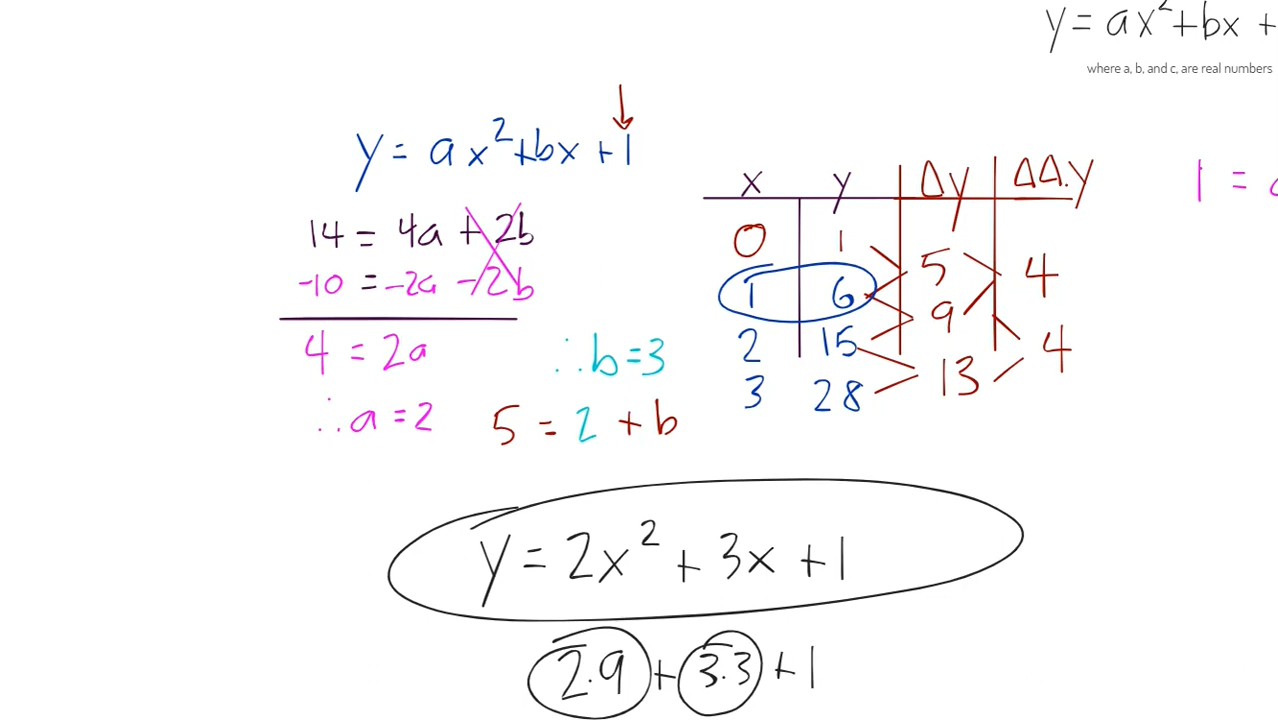 y = ax²+bx +
where a, b, and c, are real numbers
y = ax²+bx +1
14 = 4a + 2b
-10 = -2a - 2b
4 = 2a
∴ a = 2
∴ b = 3
5 = 2 + b
x y Δy ΔΔ.y
0 1
5
1 6 4
9
2 15 4
13
3 28
1 =
y = 2x² + 3x + 1
2.9 + 3.3 + 1